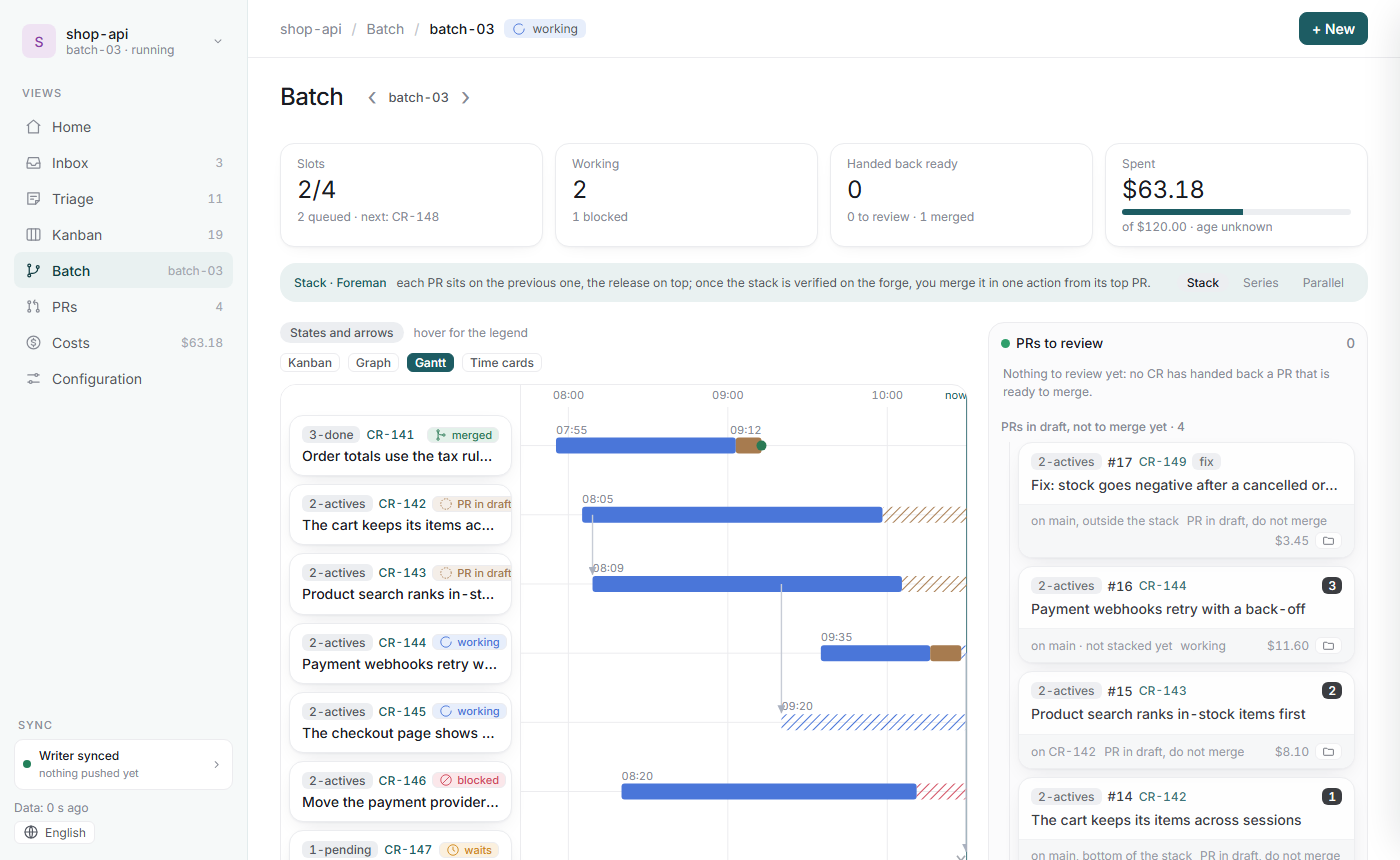 S
shop-api
batch-03 · running
VIEWS
Home
Inbox 3
Triage 11
Kanban 19
Batch batch-03
PRs 4
Costs $63.18
Configuration
SYNC
Writer synced
nothing pushed yet
Data: 0 s ago
English
shop-api / Batch / batch-03 working
+ New
Batch batch-03
Slots
2/4
2 queued · next: CR-148
Working
2
1 blocked
Handed back ready
0
0 to review · 1 merged
Spent
$63.18
of $120.00 · age unknown
Stack · Foreman each PR sits on the previous one, the release on top; once the stack is verified on the forge, you merge it in one action from its top PR. Stack Series Parallel
States and arrows hover for the legend
Kanban Graph Gantt Time cards
08:00 09:00 10:00 now
3-done CR-141 merged
Order totals use the tax rul...
07:55 09:12
2-actives CR-142 PR in draft
The cart keeps its items ac...
08:05
2-actives CR-143 PR in draft
Product search ranks in-st...
08:09
2-actives CR-144 working
Payment webhooks retry w...
09:35
2-actives CR-145 working
The checkout page shows ...
09:20
2-actives CR-146 blocked
Move the payment provider...
08:20
1-pending CR-147 waits
PRs to review 0
Nothing to review yet: no CR has handed back a PR that is
ready to merge.
PRs in draft, not to merge yet · 4
2-actives #17 CR-149 fix
Fix: stock goes negative after a cancelled or...
on main, outside the stack PR in draft, do not merge
$3.45
2-actives #16 CR-144 3
Payment webhooks retry with a back-off
on main · not stacked yet working $11.60
2-actives #15 CR-143 2
Product search ranks in-stock items first
on CR-142 PR in draft, do not merge $8.10
2-actives #14 CR-142 1
The cart keeps its items across sessions
on main, bottom of the stack PR in draft, do not merge